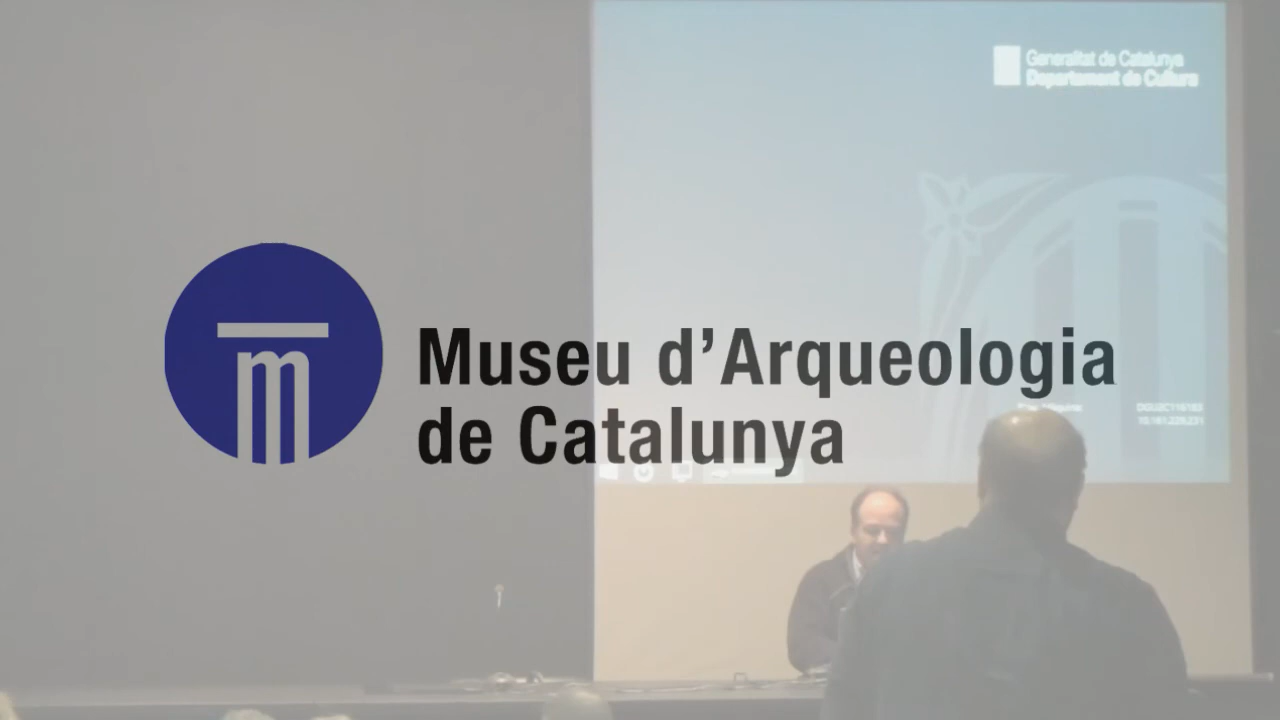 Generalitat de Catalunya
Departament de Cultura
m
Museu d’Arqueologia
de Catalunya